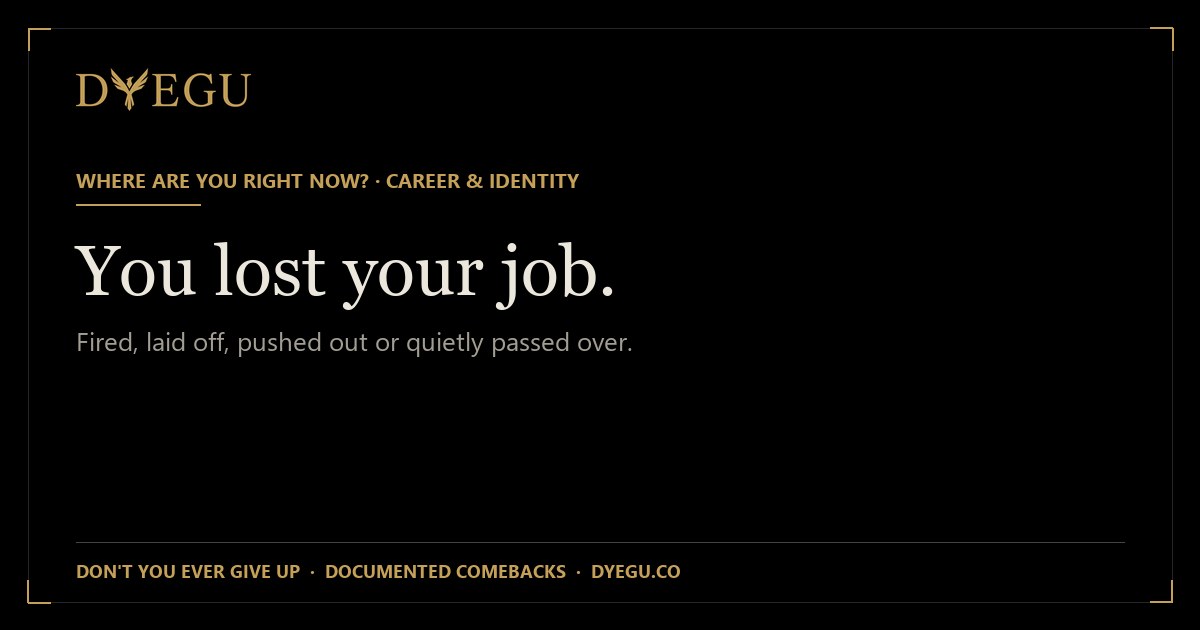 DYEGU
WHERE ARE YOU RIGHT NOW? · CAREER & IDENTITY
You lost your job.
Fired, laid off, pushed out or quietly passed over.
DON'T YOU EVER GIVE UP · DOCUMENTED COMEBACKS · DYEGU.CO